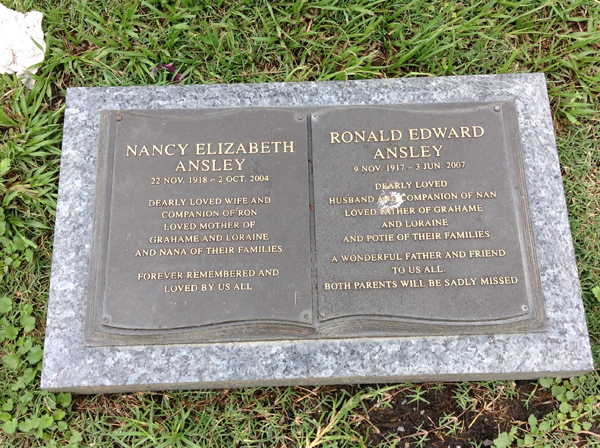 NANCY ELIZABETH
ANSLEY
22 NOV. 1918 – 2 OCT. 2004
DEARLY LOVED WIFE AND
COMPANION OF RON
LOVED MOTHER OF
GRAHAME AND LORAINE
AND NANA OF THEIR FAMILIES
FOREVER REMEMBERED AND
LOVED BY US ALL
RONALD EDWARD
ANSLEY
9 NOV. 1917 – 3 JUN. 2007
DEARLY LOVED
HUSBAND AND COMPANION OF NAN
LOVED FATHER OF GRAHAME
AND LORAINE
AND POTIE OF THEIR FAMILIES
A WONDERFUL FATHER AND FRIEND
TO US ALL
BOTH PARENTS WILL BE SADLY MISSED